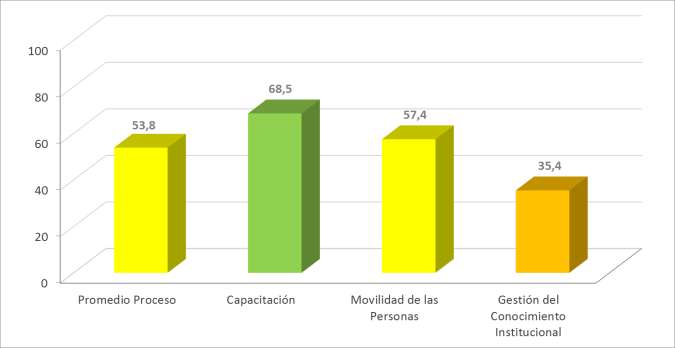 100
80
60
40
20
0
53,8
68,5
57,4
35,4
Promedio Proceso
Capacitación
Movilidad de las
Personas
Gestión del
Conocimiento
Institucional